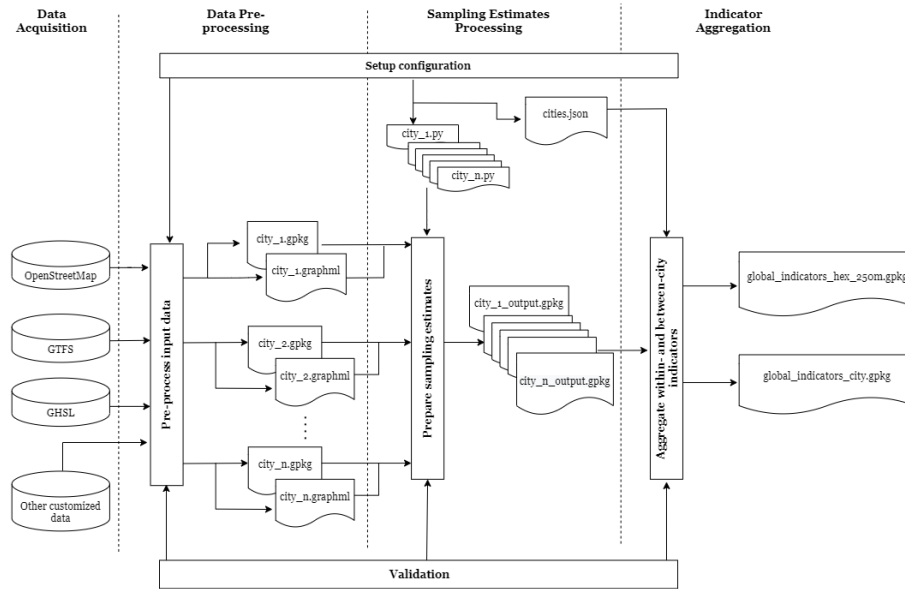 Data
Acquisition
Data Pre-
processing
Sampling Estimates
Processing
Indicator
Aggregation
Setup configuration
cities.json
city_1.py
city_n.py
OpenStreetMap
GTFS
GHSL
Other customized
data
Pre-process input data
city_1.gpkg
city_1.graphml
city_2.gpkg
city_2.graphml
city_n.gpkg
city_n.graphml
Prepare sampling estimates
city_1_output.gpkg
city_n_output.gpkg
Aggregate within- and between-city
indicators
global_indicators_hex_250m.gpkg
global_indicators_city.gpkg
Validation